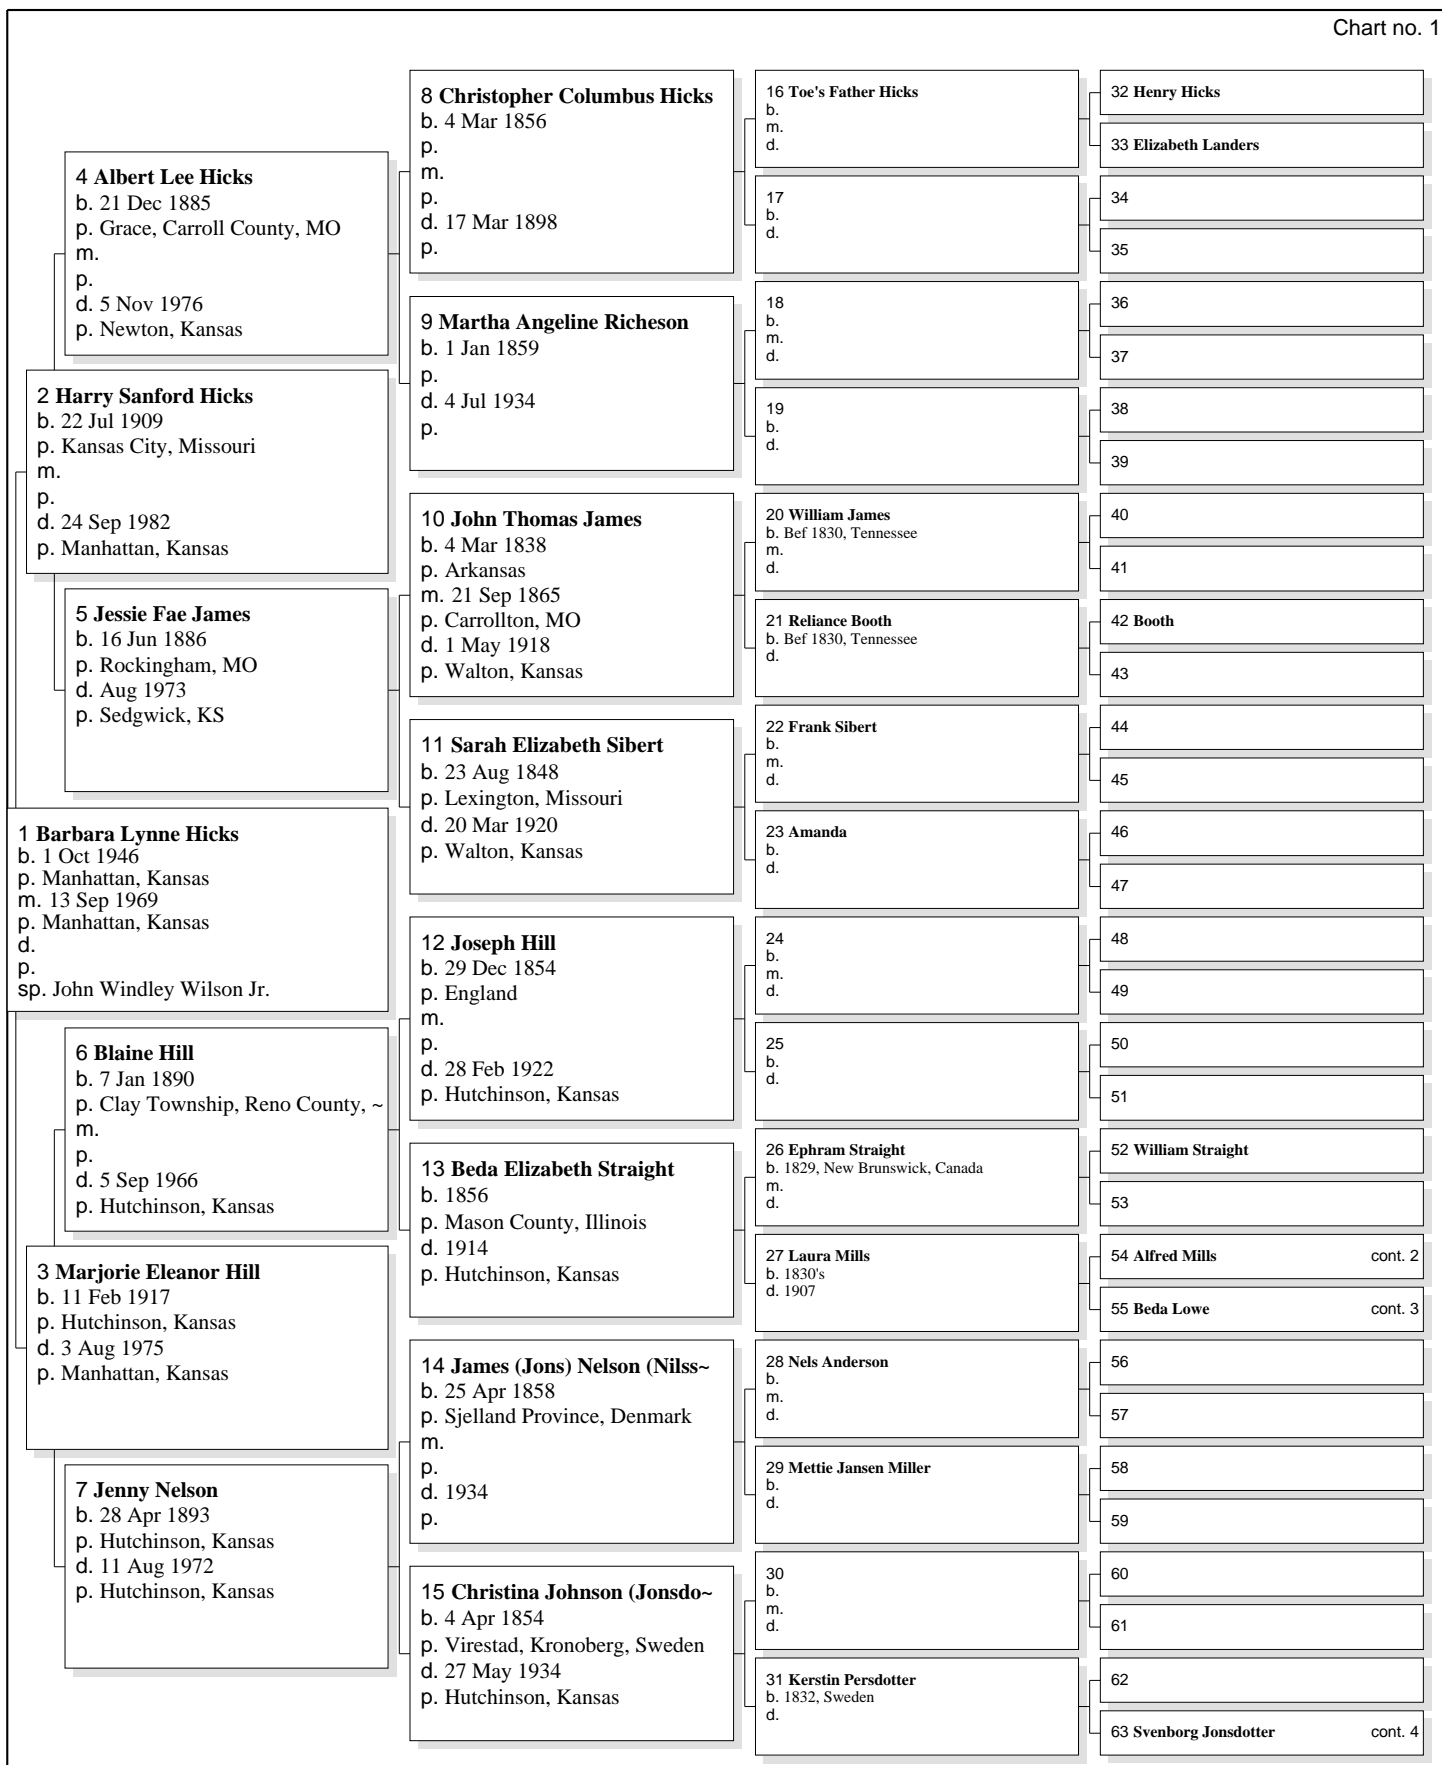 Chart no. 1
1 Barbara Lynne Hicks
b. 1 Oct 1946
p. Manhattan, Kansas
m. 13 Sep 1969
p. Manhattan, Kansas
d.
p.
sp. John Windley Wilson Jr.
2 Harry Sanford Hicks
b. 22 Jul 1909
p. Kansas City, Missouri
m.
p.
d. 24 Sep 1982
p. Manhattan, Kansas
3 Marjorie Eleanor Hill
b. 11 Feb 1917
p. Hutchinson, Kansas
d. 3 Aug 1975
p. Manhattan, Kansas
4 Albert Lee Hicks
b. 21 Dec 1885
p. Grace, Carroll County, MO
m.
p.
d. 5 Nov 1976
p. Newton, Kansas
5 Jessie Fae James
b. 16 Jun 1886
p. Rockingham, MO
d. Aug 1973
p. Sedgwick, KS
6 Blaine Hill
b. 7 Jan 1890
p. Clay Township, Reno County, ~
m.
p.
d. 5 Sep 1966
p. Hutchinson, Kansas
7 Jenny Nelson
b. 28 Apr 1893
p. Hutchinson, Kansas
d. 11 Aug 1972
p. Hutchinson, Kansas
8 Christopher Columbus Hicks
b. 4 Mar 1856
p.
m.
p.
d. 17 Mar 1898
p.
9 Martha Angeline Richeson
b. 1 Jan 1859
p.
d. 4 Jul 1934
p.
10 John Thomas James
b. 4 Mar 1838
p. Arkansas
m. 21 Sep 1865
p. Carrollton, MO
d. 1 May 1918
p. Walton, Kansas
11 Sarah Elizabeth Sibert
b. 23 Aug 1848
p. Lexington, Missouri
d. 20 Mar 1920
p. Walton, Kansas
12 Joseph Hill
b. 29 Dec 1854
p. England
m.
p.
d. 28 Feb 1922
p. Hutchinson, Kansas
13 Beda Elizabeth Straight
b. 1856
p. Mason County, Illinois
d. 1914
p. Hutchinson, Kansas
14 James (Jons) Nelson (Nilss~
b. 25 Apr 1858
p. Sjelland Province, Denmark
m.
p.
d. 1934
p.
15 Christina Johnson (Jonsdo~
b. 4 Apr 1854
p. Virestad, Kronoberg, Sweden
d. 27 May 1934
p. Hutchinson, Kansas
16 Toe's Father Hicks
b.
m.
d.
17
b.
d.
18
b.
m.
d.
19
b.
d.
20 William James
b. Bef 1830, Tennessee
m.
d.
21 Reliance Booth
b. Bef 1830, Tennessee
d.
22 Frank Sibert
b.
m.
d.
23 Amanda
b.
d.
24
b.
m.
d.
25
b.
d.
26 Ephram Straight
b. 1829, New Brunswick, Canada
m.
d.
27 Laura Mills
b. 1830's
d. 1907
28 Nels Anderson
b.
m.
d.
29 Mettie Jansen Miller
b.
d.
30
b.
m.
d.
31 Kerstin Persdotter
b. 1832, Sweden
d.
32 Henry Hicks
33 Elizabeth Landers
34
35
36
37
38
39
40
41
42 Booth
43
44
45
46
47
48
49
50
51
52 William Straight
53
54 Alfred Mills cont. 2
55 Beda Lowe cont. 3
56
57
58
59
60
61
62
63 Svenborg Jonsdotter cont. 4